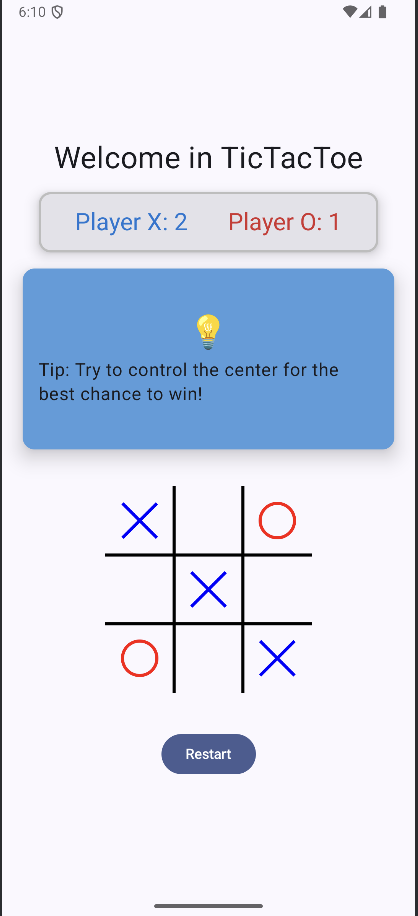 6:10
Welcome in TicTacToe
Player X: 2 Player O: 1
Tip: Try to control the center for the
best chance to win!
Restart